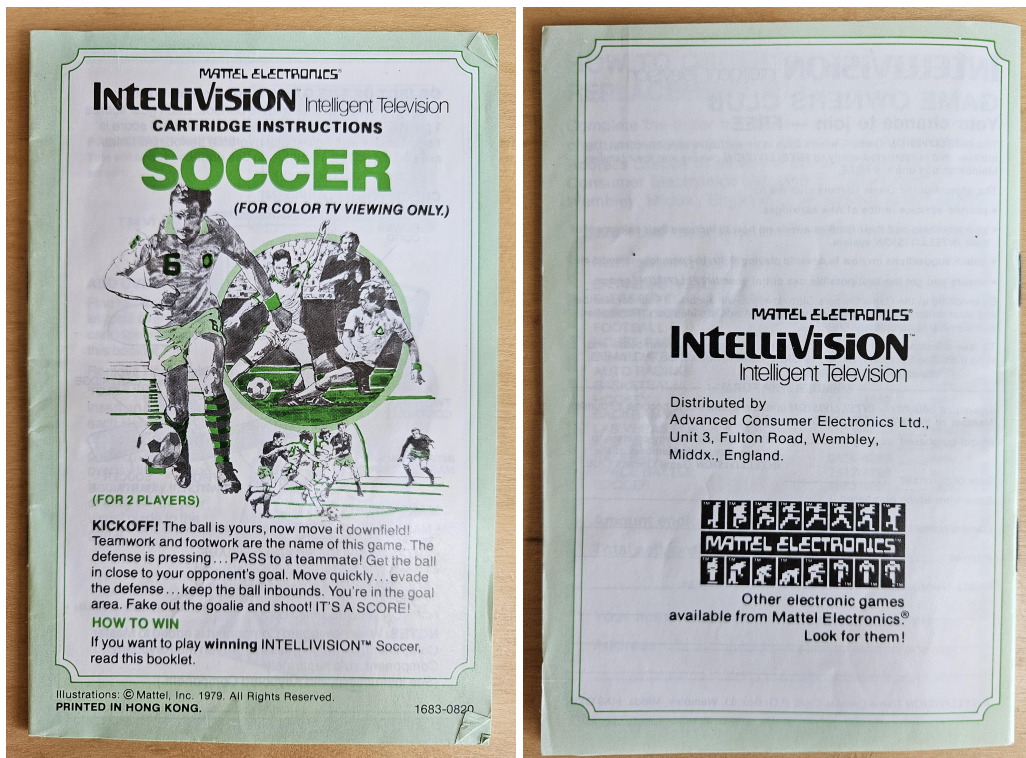 MATTEL ELECTRONICS®
INTELLIVISION Intelligent Television
CARTRIDGE INSTRUCTIONS
SOCCER
(FOR COLOR TV VIEWING ONLY.)
6
6
(FOR 2 PLAYERS)
KICKOFF! The ball is yours, now move it downfield!
Teamwork and footwork are the name of this game. The
defense is pressing...PASS to a teammate! Get the ball
in close to your opponent's goal. Move quickly...evade
the defense...keep the ball inbounds. You're in the goal
area. Fake out the goalie and shoot! IT'S A SCORE!
HOW TO WIN
If you want to play winning INTELLIVISION™ Soccer,
read this booklet.
Illustrations: © Mattel, Inc. 1979. All Rights Reserved.
PRINTED IN HONG KONG. 1683-0820
MATTEL ELECTRONICS®
INTELLIVISION™
Intelligent Television
Distributed by
Advanced Consumer Electronics Ltd.,
Unit 3, Fulton Road, Wembley,
Middx., England.
MATTEL ELECTRONICS™
Other electronic games
available from Mattel Electronics.®
Look for them!